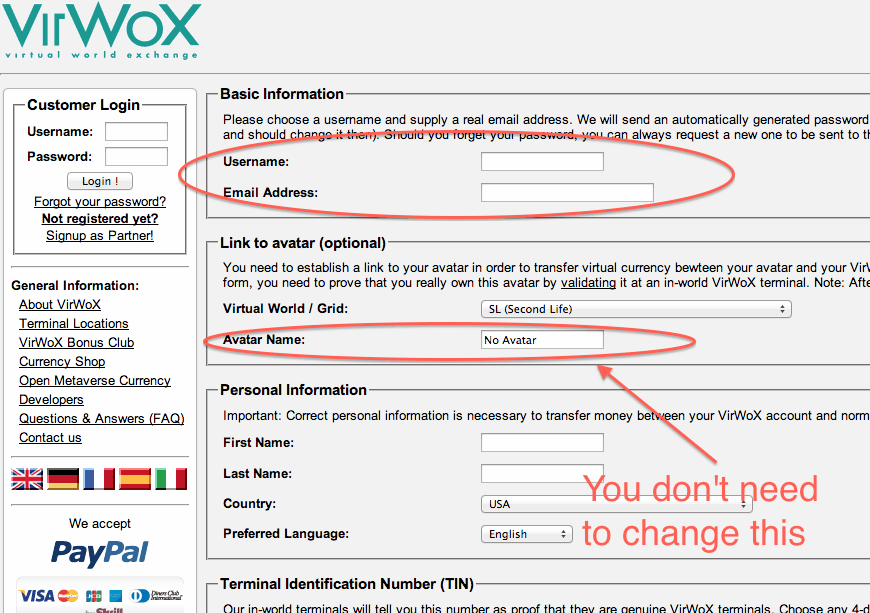 VirWoX
virtual world exchange
Customer Login
Username:
Password:
Login !
Forgot your password?
Not registered yet?
Signup as Partner!
General Information:
About VirWoX
Terminal Locations
VirWoX Bonus Club
Currency Shop
Open Metaverse Currency
Developers
Questions & Answers (FAQ)
Contact us
We accept
PayPal
VISA MasterCard JCB Diners Club
International
by Skrill
Basic Information
Please choose a username and supply a real email address. We will send an automatically generated password
and should change it then). Should you forget your password, you can always request a new one to be sent to th
Username:
Email Address:
Link to avatar (optional)
You need to establish a link to your avatar in order to transfer virtual currency bewteen your avatar and your VirW
form, you need to prove that you really own this avatar by validating it at an in-world VirWoX terminal. Note: Afte
Virtual World / Grid: SL (Second Life)
Avatar Name: No Avatar
Personal Information
Important: Correct personal information is necessary to transfer money between your VirWoX account and norm
First Name:
Last Name:
Country: USA
Preferred Language: English
You don't need
to change this
Terminal Identification Number (TIN)
Our in-world terminals will tell you this number as proof that they are genuine VirWoX terminals. Choose any 4-d